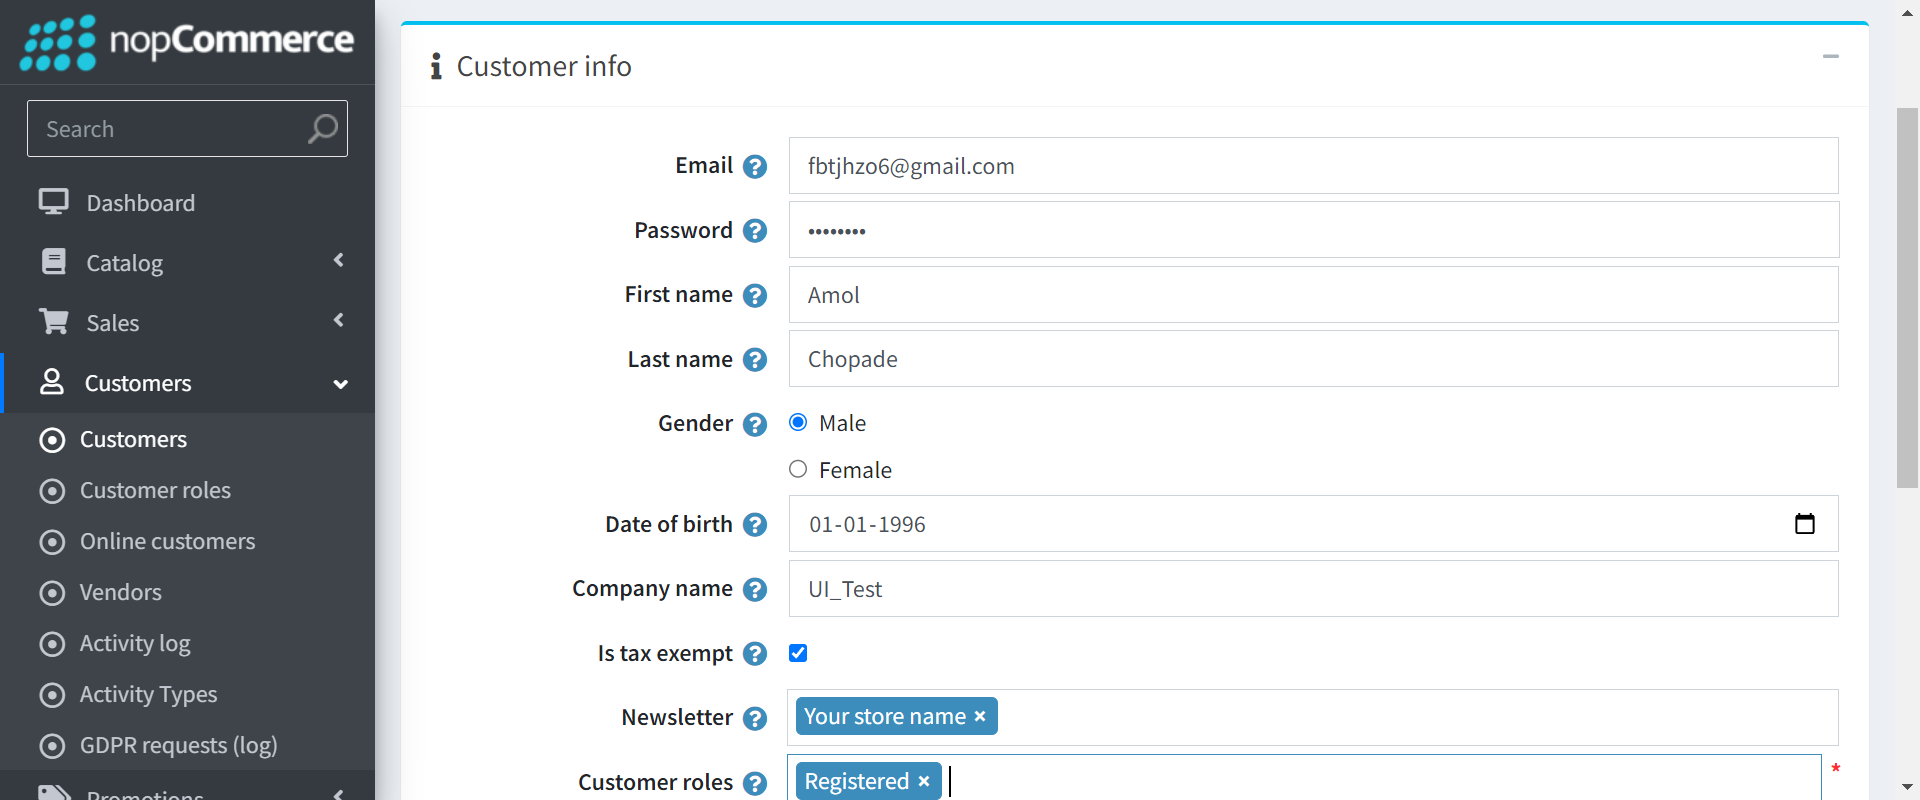 nopCommerce
Search
Dashboard
Catalog
Sales
Customers
Customers
Customer roles
Online customers
Vendors
Activity log
Activity Types
GDPR requests (log)
Promotions
Customer info
Email fbtjhzo6@gmail.com
Password ••••••••
First name Amol
Last name Chopade
Gender Male
Female
Date of birth 01-01-1996
Company name UI_Test
Is tax exempt
Newsletter Your store name ×
Customer roles Registered × *